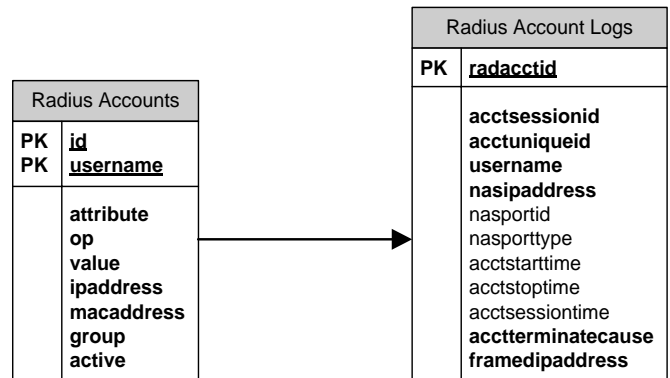 Radius Accounts
PK id
PK username
attribute
op
value
ipaddress
macaddress
group
active
Radius Account Logs
PK radacctid
acctsessionid
acctuniqueid
username
nasipaddress
nasportid
nasporttype
acctstarttime
acctstoptime
acctsessiontime
acctterminatecause
framedipaddress